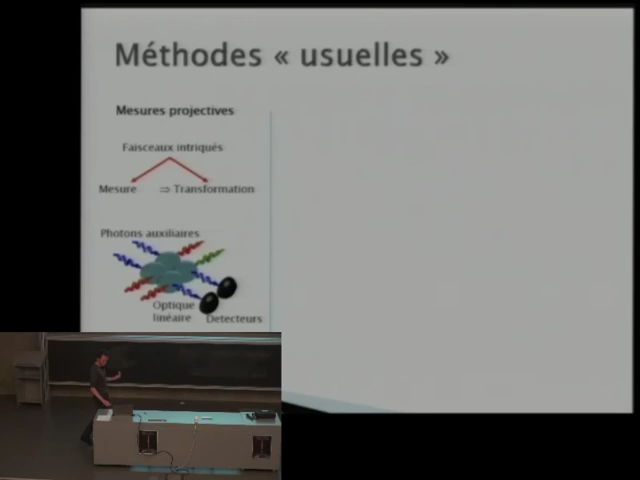 Méthodes « usuelles »
Mesures projectives
Faisceaux intriqués
Mesure ⇒ Transformation
Photons auxiliaires
Optique
linéaire Detecteurs